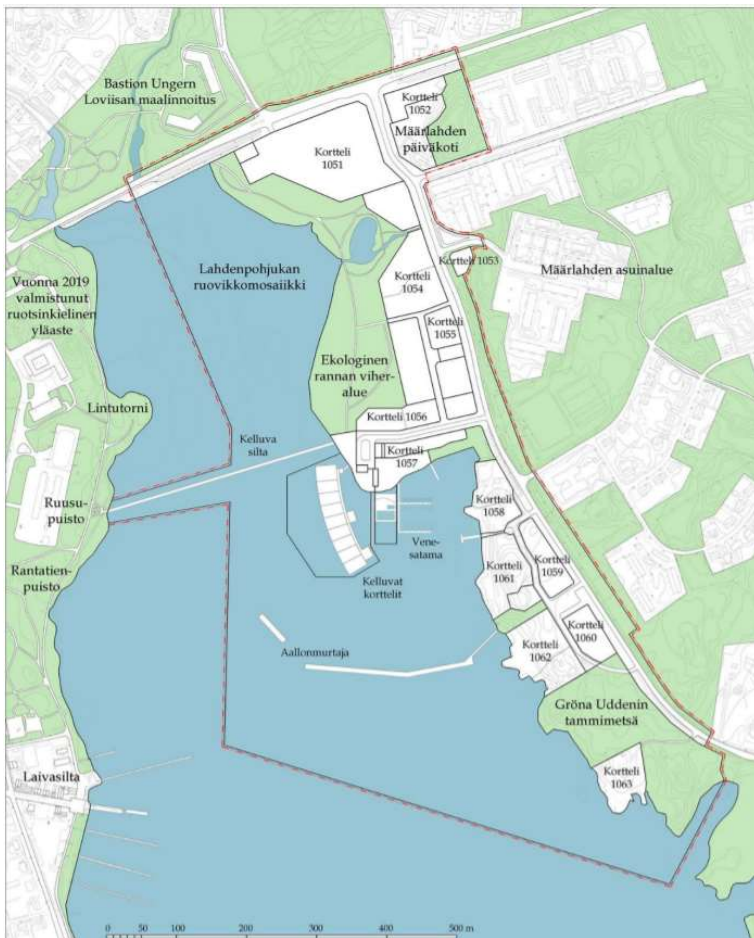 Bastion Ungern
Loviisan maalinnoitus
Kortteli
1052
Määrlahden
päiväkoti
Kortteli
1051
Kortteli 1053
Määrlahden asuinalue
Lahdenpohjukan
ruovikkomosaiikki
Kortteli
1054
Vuonna 2019
valmistunut
ruotsinkielinen
yläaste
Kortteli
1055
Ekologinen
rannan viher-
alue
Lintutorni
Kortteli 1056
Kelluva
silta
Kortteli
1057
Ruusu-
puisto
Kortteli
1058
Vene-
satama
Kortteli
1059
Rantatien-
puisto
Kelluvat
korttelit
Kortteli
1061
Kortteli
1060
Aallonmurtaja
Kortteli
1062
Gröna Uddenin
tammimetsä
Laivasilta
Kortteli
1063
0 50 100 200 300 400 500 m